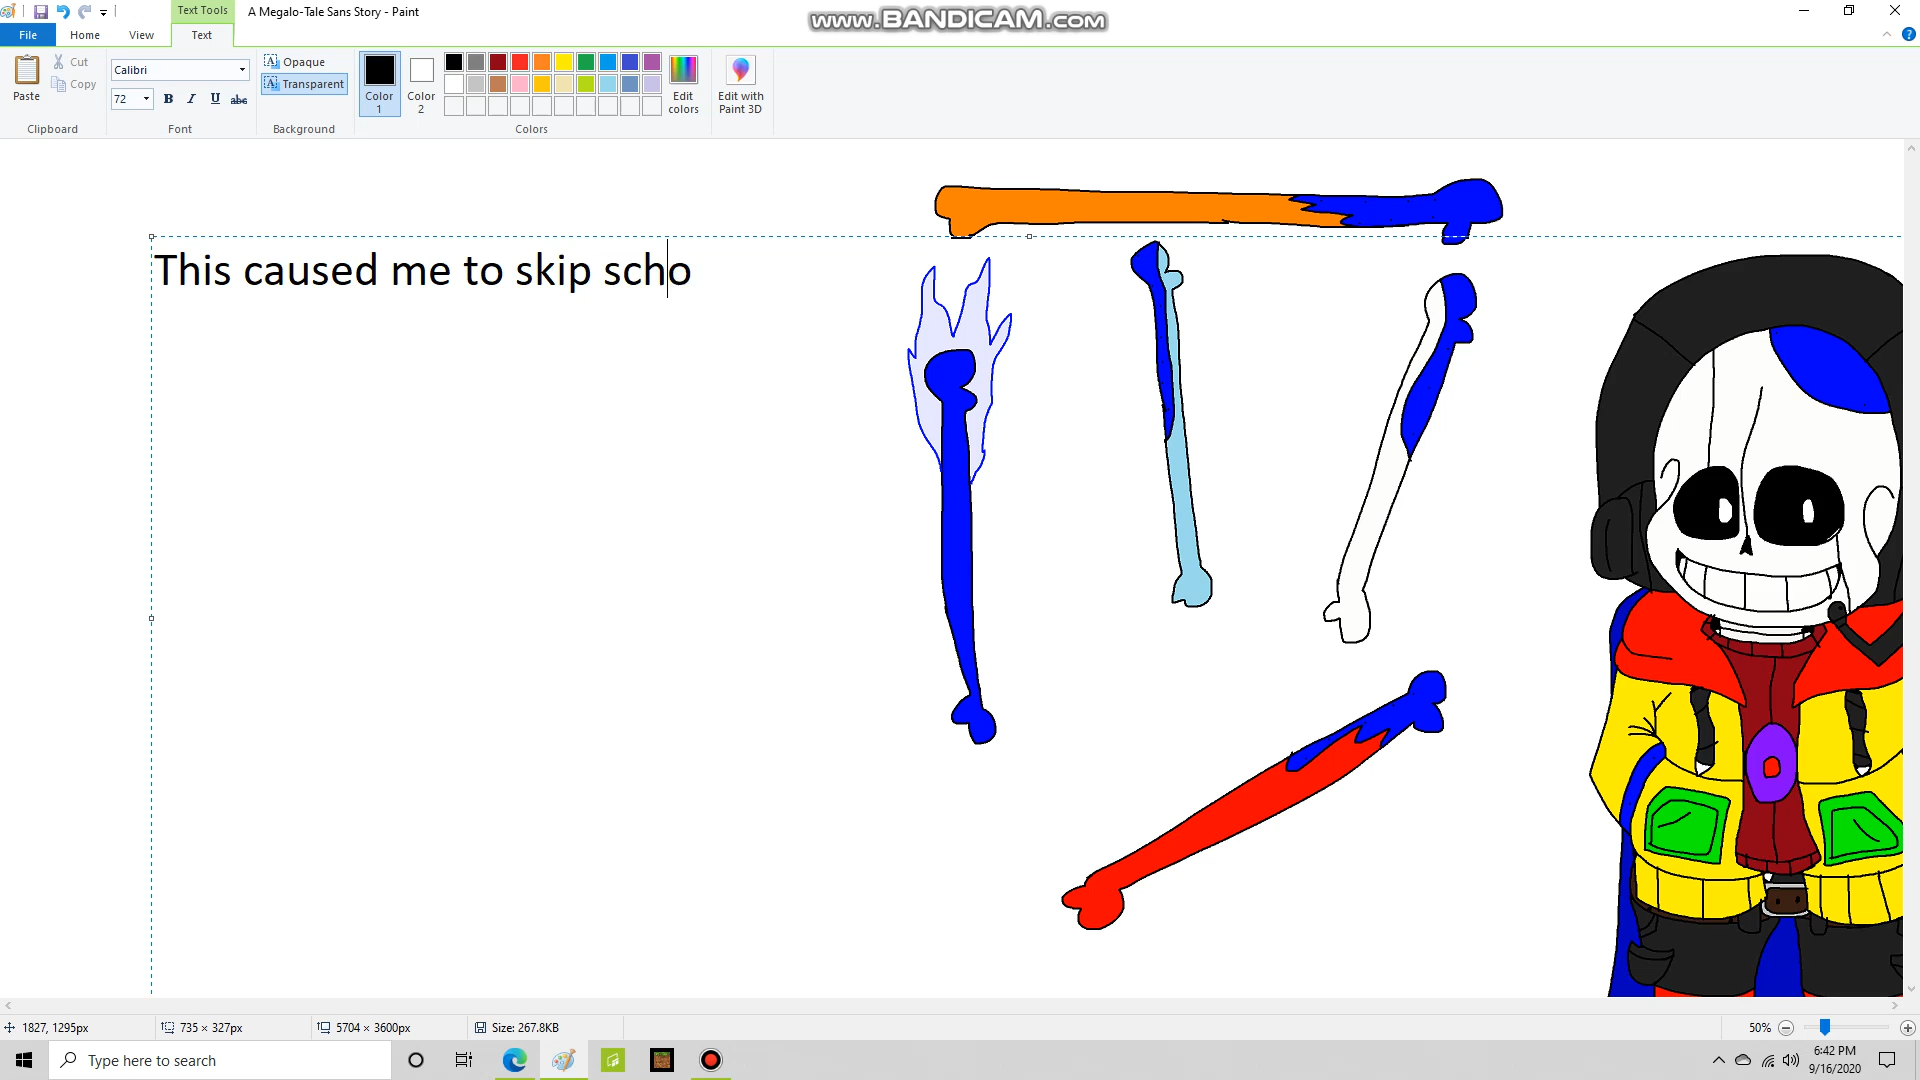 Text Tools
A Megalo-Tale Sans Story - Paint
www.BANDICAM.com
File
Home
View
Text
Paste
Cut
Copy
Clipboard
Calibri
72
B I U abc
Font
Opaque
Transparent
Background
Color 1
Color 2
Edit colors
Colors
Edit with Paint 3D
This caused me to skip scho
1827, 1295px
735 × 327px
5704 × 3600px
Size: 267.8KB
50%
Type here to search
6:42 PM
9/16/2020